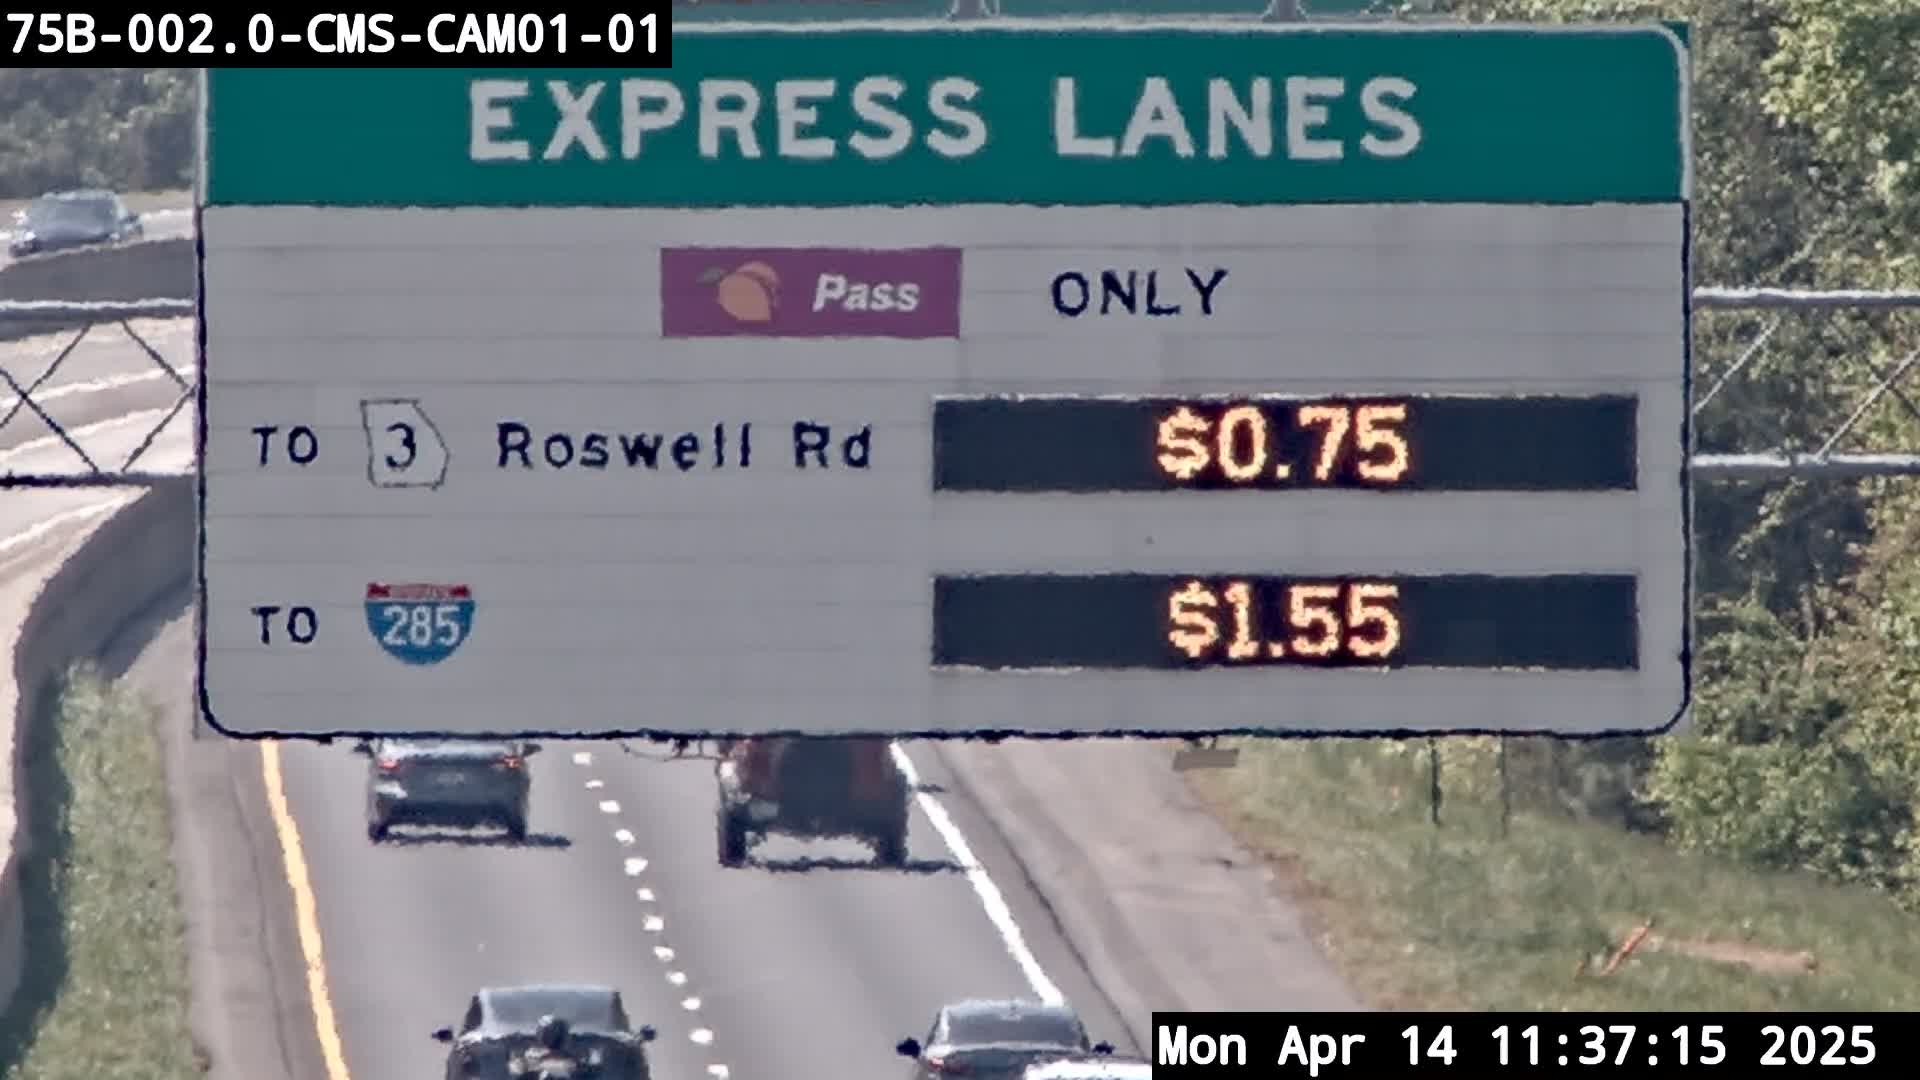 75B-002.0-CMS-CAM01-01
EXPRESS LANES
Pass ONLY
TO 3 Roswell Rd $0.75
TO 285 $1.55
Mon Apr 14 11:37:15 2025